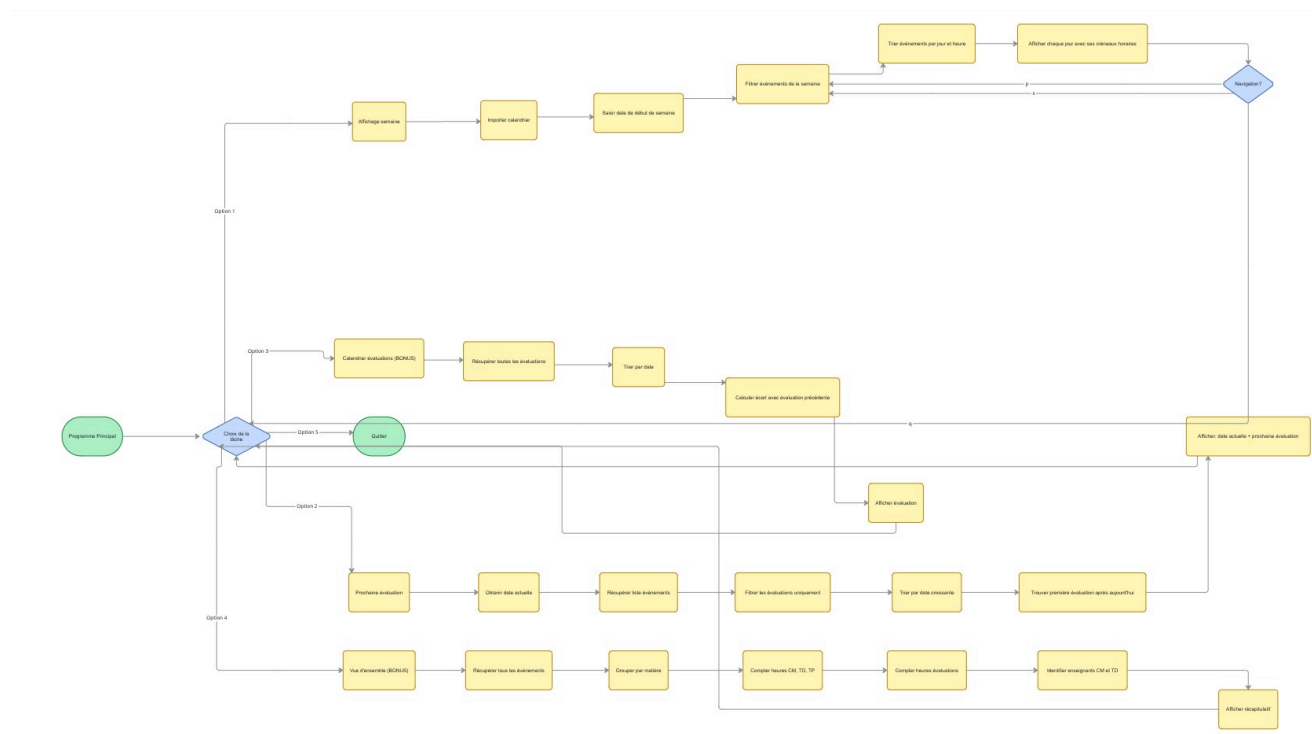 Trier événements par jour et heure
Afficher chaque jour avec ses créneaux horaires
Filtrer événements de la semaine
Navigation ?
p
s
Affichage semaine
Importer calendrier
Saisir date de début de semaine
Option 1
Option 3
Calendrier évaluations (BONUS)
Récupérer toutes les évaluations
Trier par date
Calculer écart avec évaluation précédente
Programme Principal
Choix de la
tâche
Option 5
Quitter
q
Afficher: date actuelle + prochaine évaluation
Afficher évaluation
Option 2
Prochaine évaluation
Obtenir date actuelle
Récupérer liste événements
Filtrer les évaluations uniquement
Trier par date croissante
Trouver première évaluation après aujourd'hui
Option 4
Vue d'ensemble (BONUS)
Récupérer tous les événements
Grouper par matière
Compter heures CM, TD, TP
Compter heures évaluations
Identifier enseignants CM et TD
Afficher récapitulatif